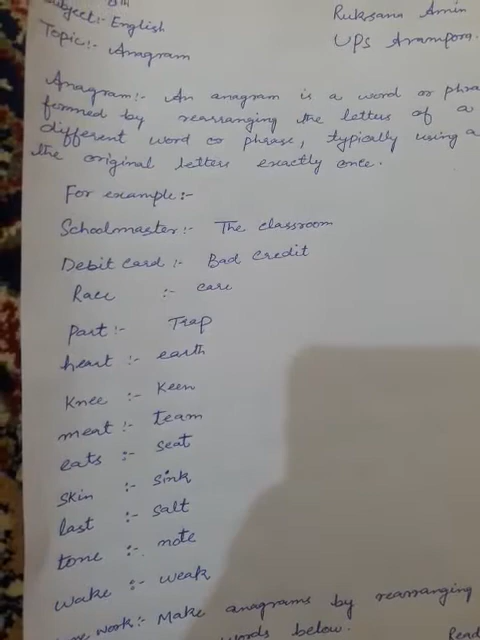 Subject:- English
Ruksana Amin
Topic:- Anagram
UPS Arampora.
Anagram:- An anagram is a word or phra
formed by rearranging the letters of a
different word or phrase, typically using a
the original letters exactly once.
For example:-
Schoolmaster:- The classroom
Debit Card :- Bad Credit
Race :- care
Part:- Trap
heart :- earth
Knee :- Keen
meat :- team
eats :- seat
Skin :- Sink
last :- Salt
tone :- note
wake :- weak
work:- Make anagrams by rearranging
words below.
Read